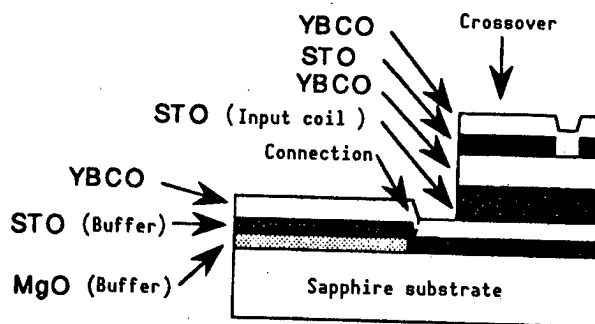 YBCO
Crossover
STO
YBCO
STO (Input coil)
Connection
YBCO
STO (Buffer)
MgO (Buffer)
Sapphire substrate